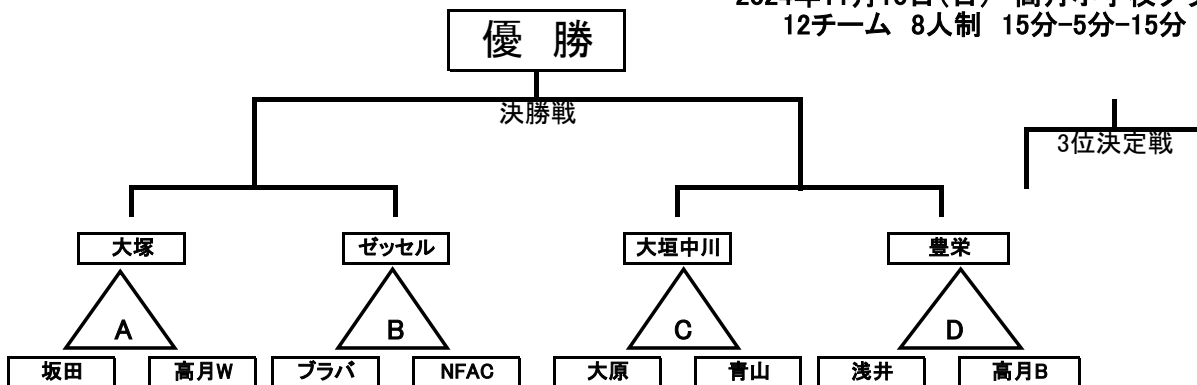 12チーム 8人制 15分-5分-15分
優 勝
決勝戦
3位決定戦
大塚
ゼッセル
大垣中川
豊栄
A
B
C
D
坂田
高月W
ブラバ
NFAC
大原
青山
浅井
高月B